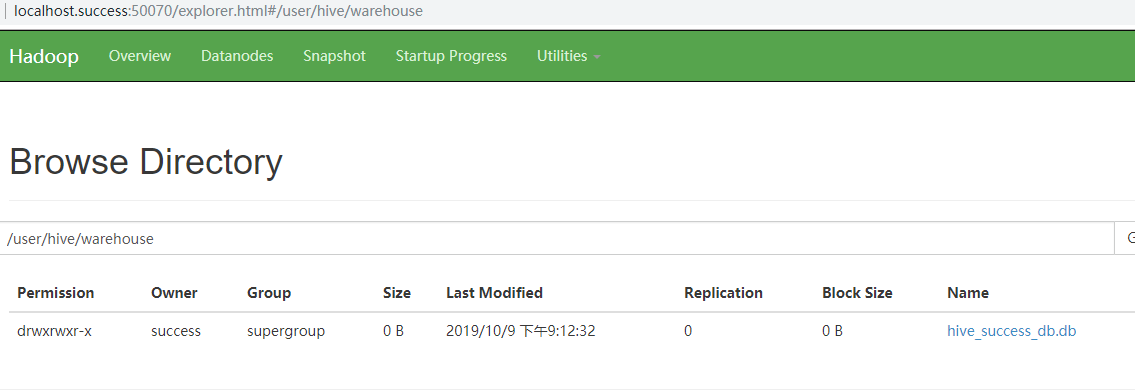 localhost.success:50070/explorer.html#/user/hive/warehouse
Hadoop Overview Datanodes Snapshot Startup Progress Utilities
Browse Directory
/user/hive/warehouse
Permission Owner Group Size Last Modified Replication Block Size Name
drwxrwxr-x success supergroup 0 B 2019/10/9 下午9:12:32 0 0 B hive_success_db.db